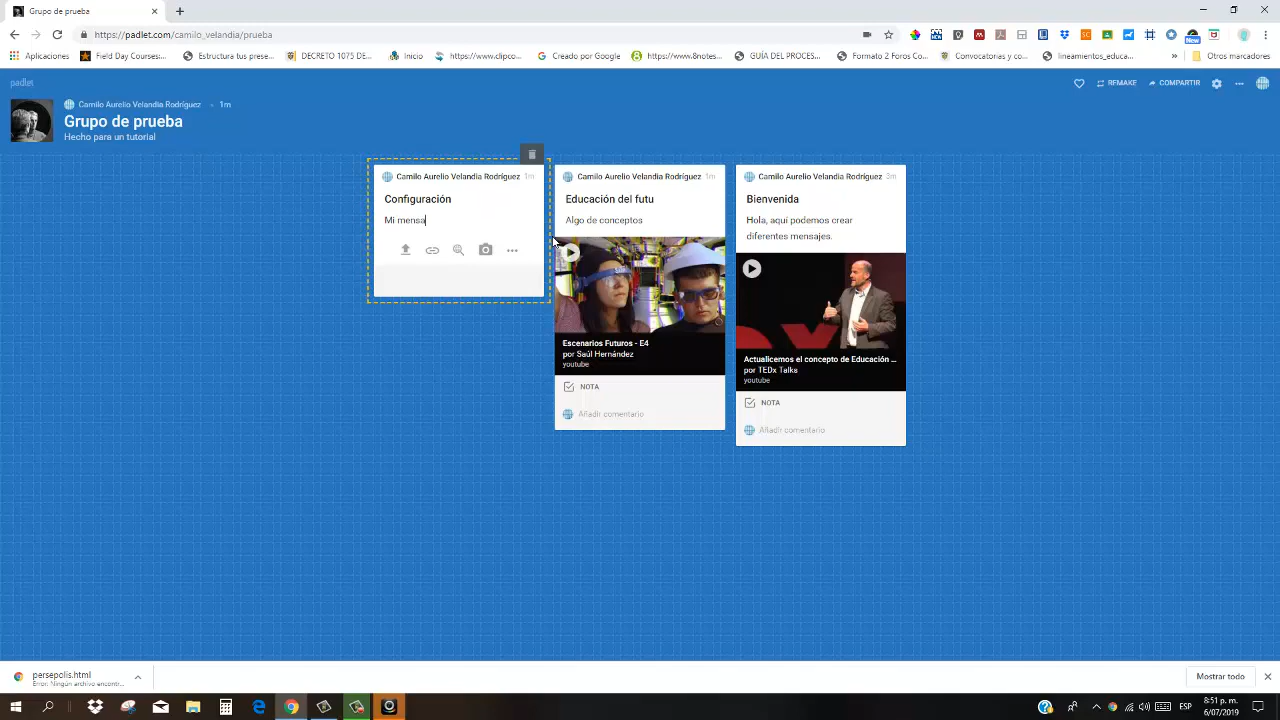 Grupo de prueba
https://padlet.com/camilo_velandia/prueba
Aplicaciones
Field Day Courses:...
Estructura tus prese...
DECRETO 1075 DE...
Inicio
https://www.clipco...
Creado por Google
https://www.8notes...
GUÍA DEL PROCES...
Formato 2 Foros Co...
Convocatorias y co...
lineamientos_educa...
»
Otros marcadores
padlet
REMAKE
COMPARTIR
Camilo Aurelio Velandia Rodríguez • 1m
Grupo de prueba
Hecho para un tutorial
Camilo Aurelio Velandia Rodríguez 1m
Configuración
Mi mensa
Camilo Aurelio Velandia Rodríguez 1m
Educación del futu
Algo de conceptos
Escenarios Futuros - E4
por Saúl Hernández
youtube
NOTA
Añadir comentario
Camilo Aurelio Velandia Rodríguez 3m
Bienvenida
Hola, aquí podemos crear
diferentes mensajes.
Actualicemos el concepto de Educación ...
por TEDx Talks
youtube
NOTA
Añadir comentario
persepolis.html
Error: Ningún archivo encontr...
Mostrar todo
ESP
8:51 p. m.
6/07/2019